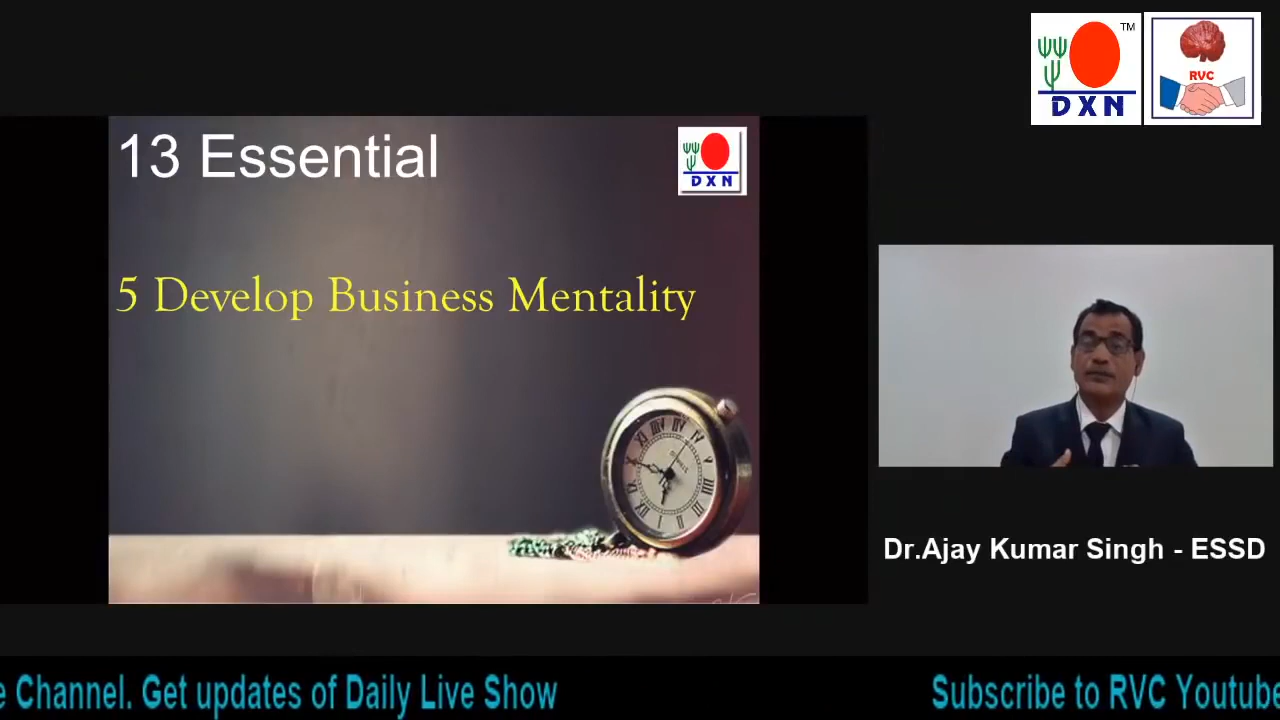 TM
DXN
RVC
13 Essential
DXN
5 Develop Business Mentality
Dr.Ajay Kumar Singh - ESSD
e Channel. Get updates of Daily Live Show
Subscribe to RVC Youtube